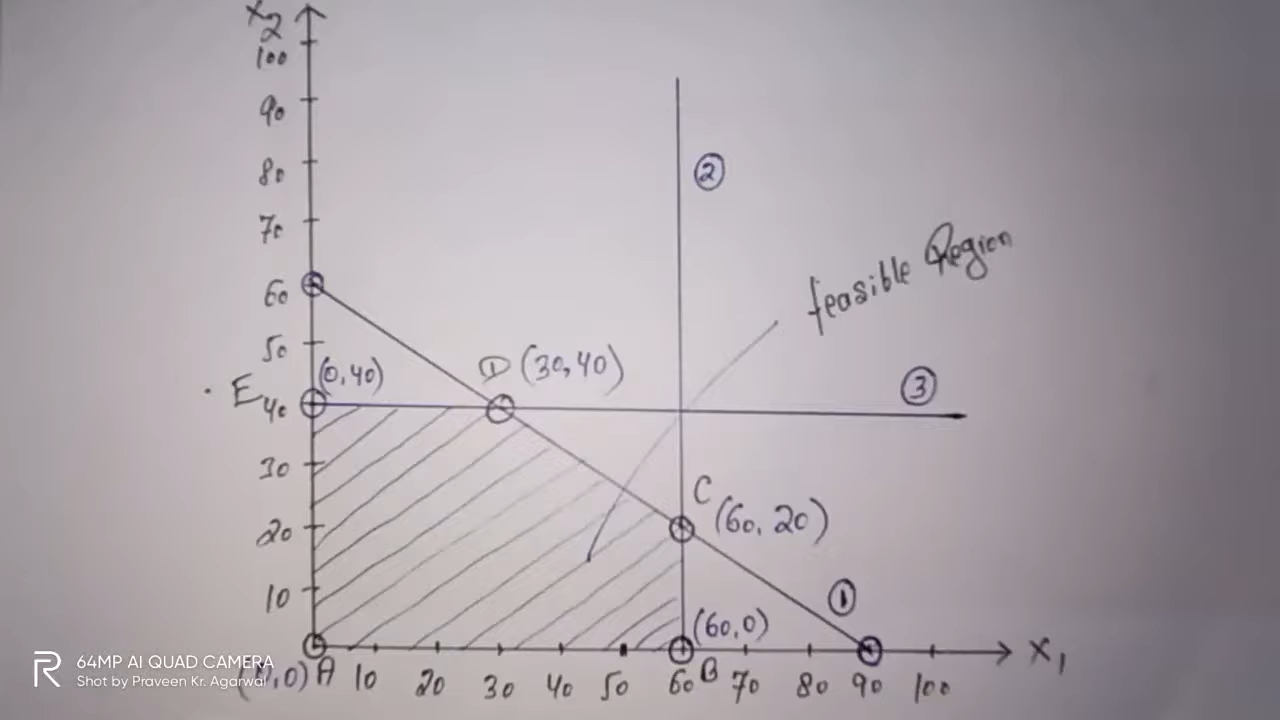 x2
100
90
80
②
70
feasible Region
60
50
D (30,40)
(0,40)
③
E
40
30
C
(60, 20)
20
10
①
(60,0)
(0,0) A 10 20 30 40 50 60 B 70 80 90 100 x1
R
64MP AI QUAD CAMERA
Shot by Praveen Kr. Agarwal